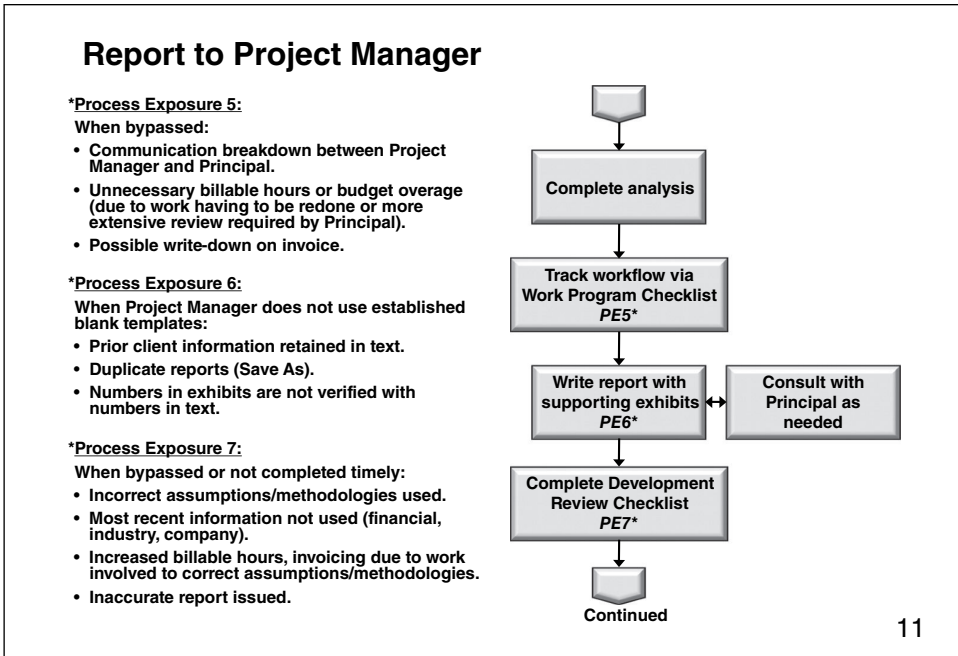 Report to Project Manager
*Process Exposure 5:
When bypassed:
• Communication breakdown between Project
Manager and Principal.
• Unnecessary billable hours or budget overage
(due to work having to be redone or more
extensive review required by Principal).
• Possible write-down on invoice.
*Process Exposure 6:
When Project Manager does not use established
blank templates:
• Prior client information retained in text.
• Duplicate reports (Save As).
• Numbers in exhibits are not verified with
numbers in text.
*Process Exposure 7:
When bypassed or not completed timely:
• Incorrect assumptions/methodologies used.
• Most recent information not used (financial,
industry, company).
• Increased billable hours, invoicing due to work
involved to correct assumptions/methodologies.
• Inaccurate report issued.
Complete analysis
Track workflow via
Work Program Checklist
PE5*
Write report with
supporting exhibits
PE6*
Consult with
Principal as
needed
Complete Development
Review Checklist
PE7*
Continued
11